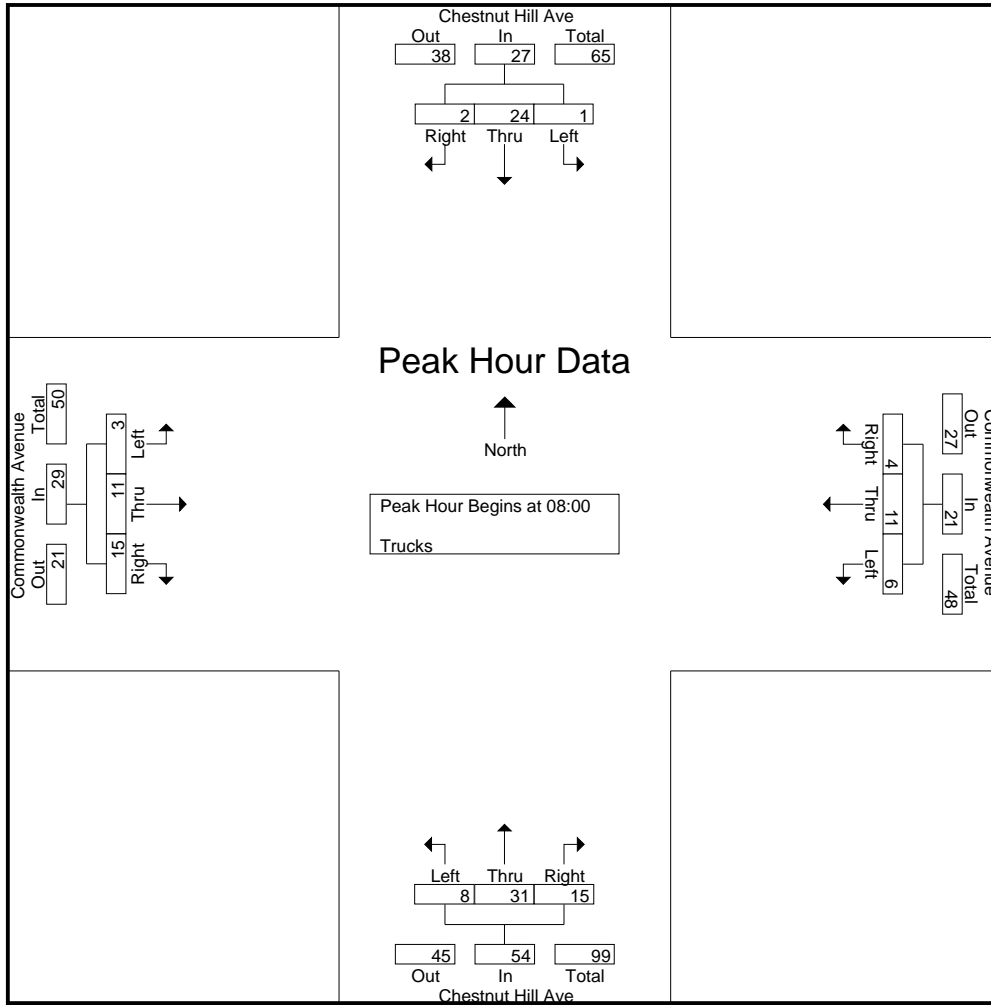 Chestnut Hill Ave
Out In Total
38 27 65
2 24 1
Right Thru Left
Peak Hour Data
North
Peak Hour Begins at 08:00
Trucks
Commonwealth Avenue
Total In Out
50 29 21
3 11 15
Left Thru Right
Commonwealth Avenue
Out In Total
27 21 48
4 11 6
Right Thru Left
Left Thru Right
8 31 15
45 54 99
Out In Total
Chestnut Hill Ave